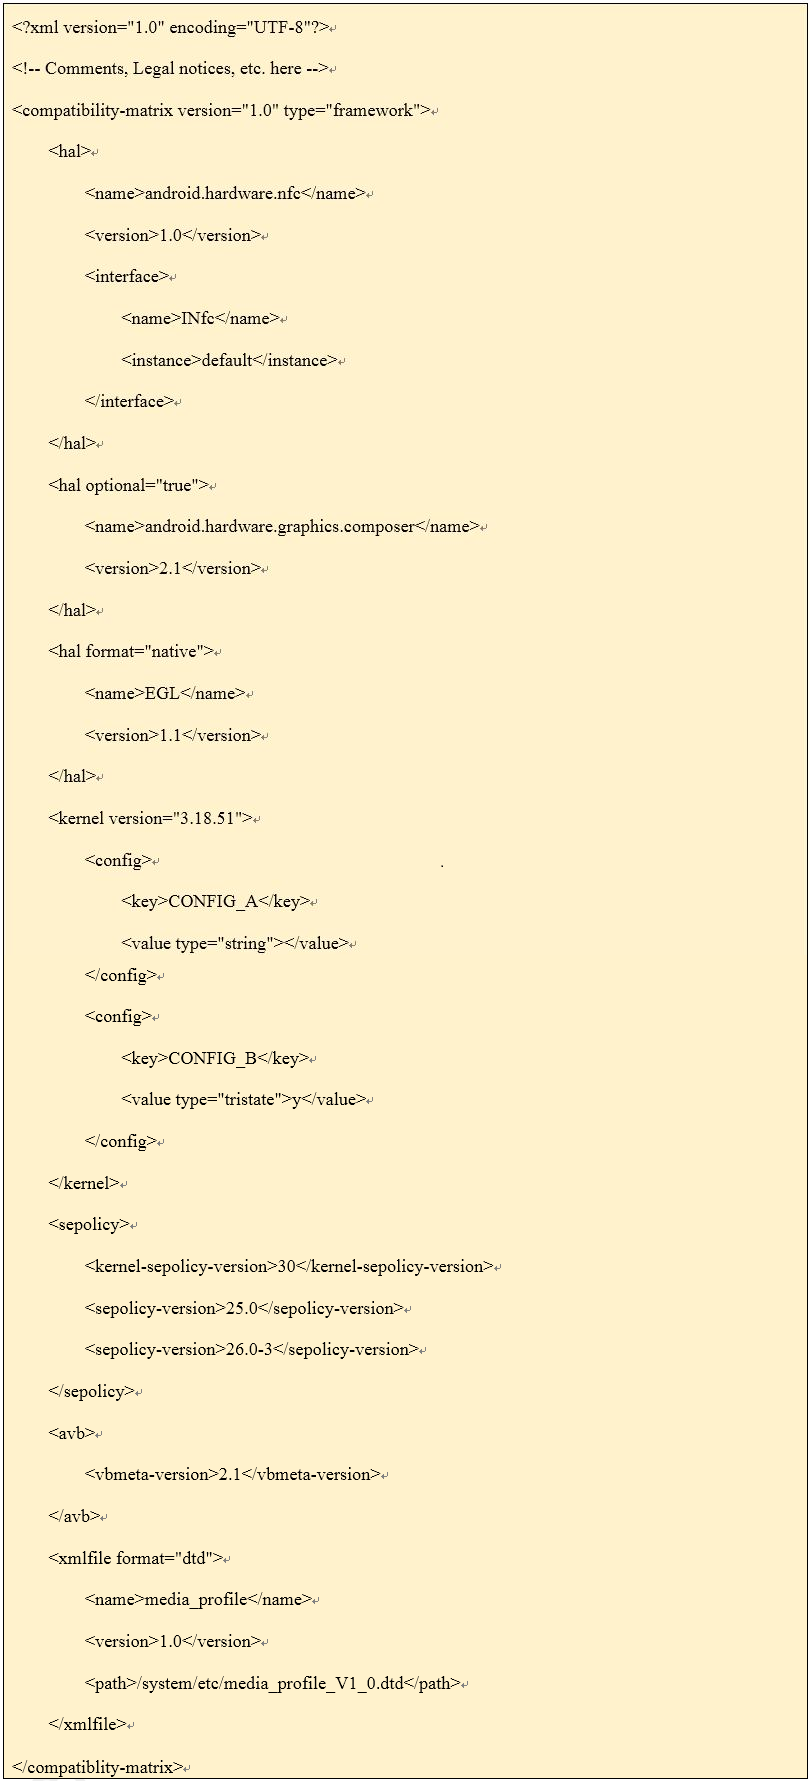 <?xml version="1.0" encoding="UTF-8"?>
<!-- Comments, Legal notices, etc. here -->
<compatibility-matrix version="1.0" type="framework">
<hal>
<name>android.hardware.nfc</name>
<version>1.0</version>
<interface>
<name>INfc</name>
<instance>default</instance>
</interface>
</hal>
<hal optional="true">
<name>android.hardware.graphics.composer</name>
<version>2.1</version>
</hal>
<hal format="native">
<name>EGL</name>
<version>1.1</version>
</hal>
<kernel version="3.18.51">
<config>
<key>CONFIG_A</key>
<value type="string"></value>
</config>
<config>
<key>CONFIG_B</key>
<value type="tristate">y</value>
</config>
</kernel>
<sepolicy>
<kernel-sepolicy-version>30</kernel-sepolicy-version>
<sepolicy-version>25.0</sepolicy-version>
<sepolicy-version>26.0-3</sepolicy-version>
</sepolicy>
<avb>
<vbmeta-version>2.1</vbmeta-version>
</avb>
<xmlfile format="dtd">
<name>media_profile</name>
<version>1.0</version>
<path>/system/etc/media_profile_V1_0.dtd</path>
</xmlfile>
</compatiblity-matrix>